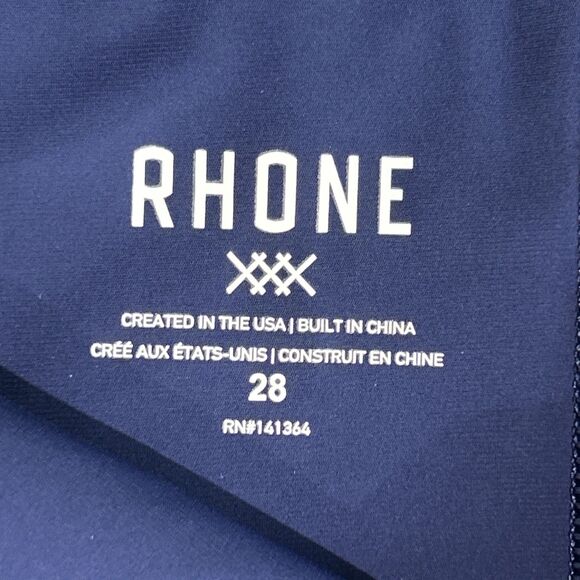 RHONE
CREATED IN THE USA | BUILT IN CHINA
CRÉÉ AUX ÉTATS-UNIS | CONSTRUIT EN CHINE
28
RN#141364